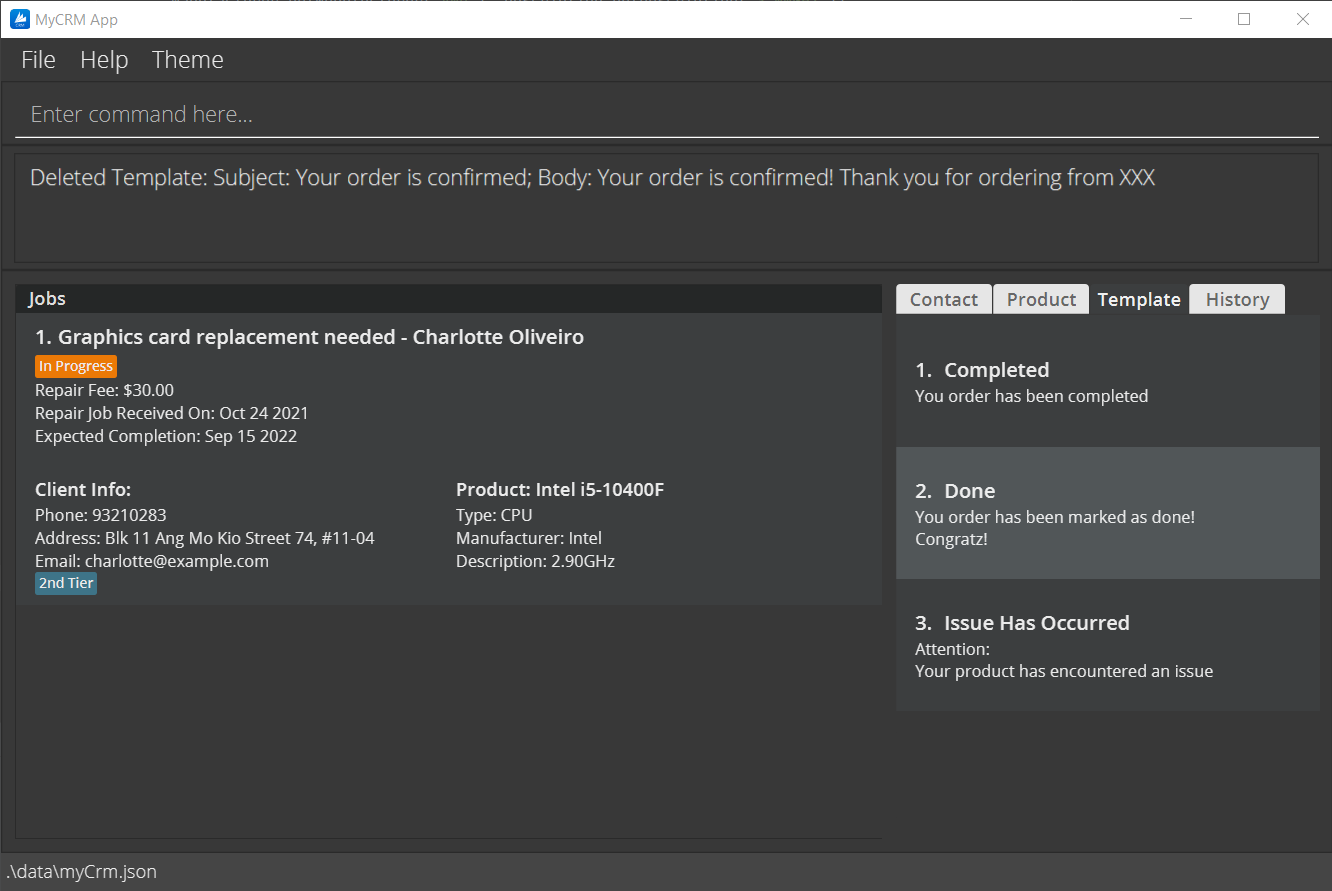 MyCRM App
File Help Theme
Enter command here...
Deleted Template: Subject: Your order is confirmed; Body: Your order is confirmed! Thank you for ordering from XXX
Jobs
1. Graphics card replacement needed - Charlotte Oliveiro
In Progress
Repair Fee: $30.00
Repair Job Received On: Oct 24 2021
Expected Completion: Sep 15 2022
Client Info:
Phone: 93210283
Address: Blk 11 Ang Mo Kio Street 74, #11-04
Email: charlotte@example.com
2nd Tier
Product: Intel i5-10400F
Type: CPU
Manufacturer: Intel
Description: 2.90GHz
Contact Product Template History
1. Completed
You order has been completed
2. Done
You order has been marked as done!
Congratz!
3. Issue Has Occurred
Attention:
Your product has encountered an issue
.\data\myCrm.json